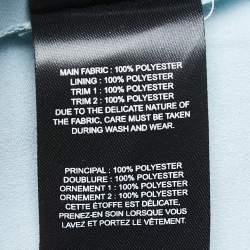 MAIN FABRIC : 100% POLYESTER
LINING : 100% POLYESTER
TRIM 1 : 100% POLYESTER
TRIM 2 : 100% POLYESTER
DUE TO THE DELICATE NATURE OF
THE FABRIC, CARE MUST BE TAKEN
DURING WASH AND WEAR.
PRINCIPAL : 100% POLYESTER
DOUBLURE : 100% POLYESTER
ORNEMENT 1 : 100% POLYESTER
ORNEMENT 2 : 100% POLYESTER
CETTE ÉTOFFE EST DÉLICATE,
PRENEZ-EN SOIN LORSQUE VOUS
LAVEZ ET PORTEZ LE VÊTEMENT.